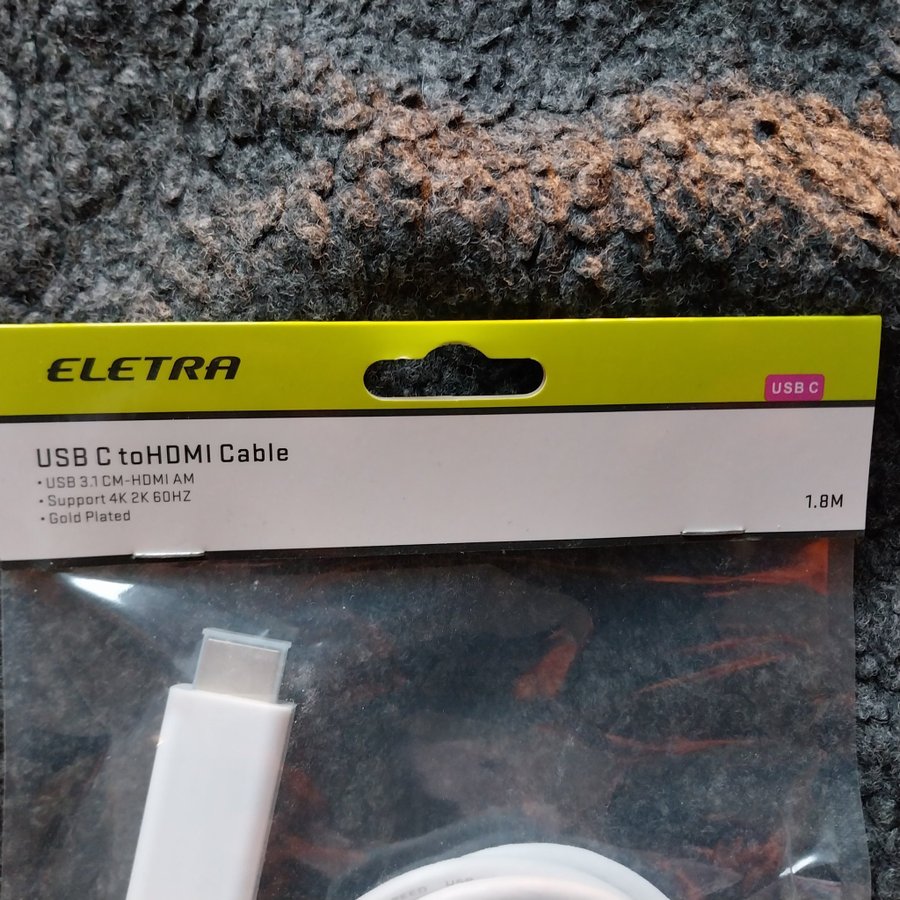 ELETRA
USB C
USB C toHDMI Cable
• USB 3.1 CM-HDMI AM
• Support 4K 2K 60HZ
• Gold Plated
1.8M